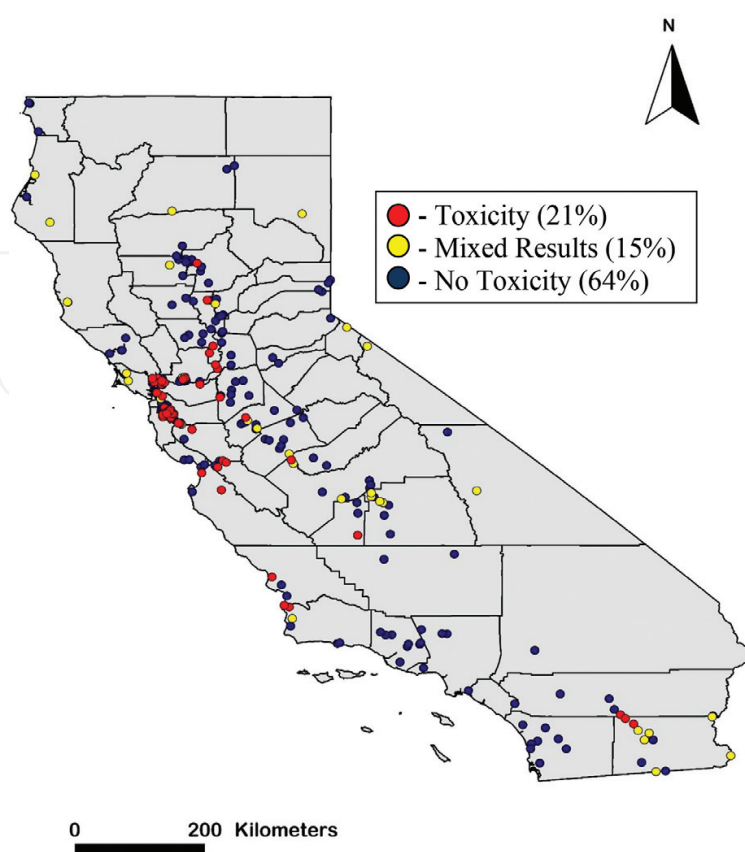 N
- Toxicity (21%)
- Mixed Results (15%)
- No Toxicity (64%)
0 200 Kilometers